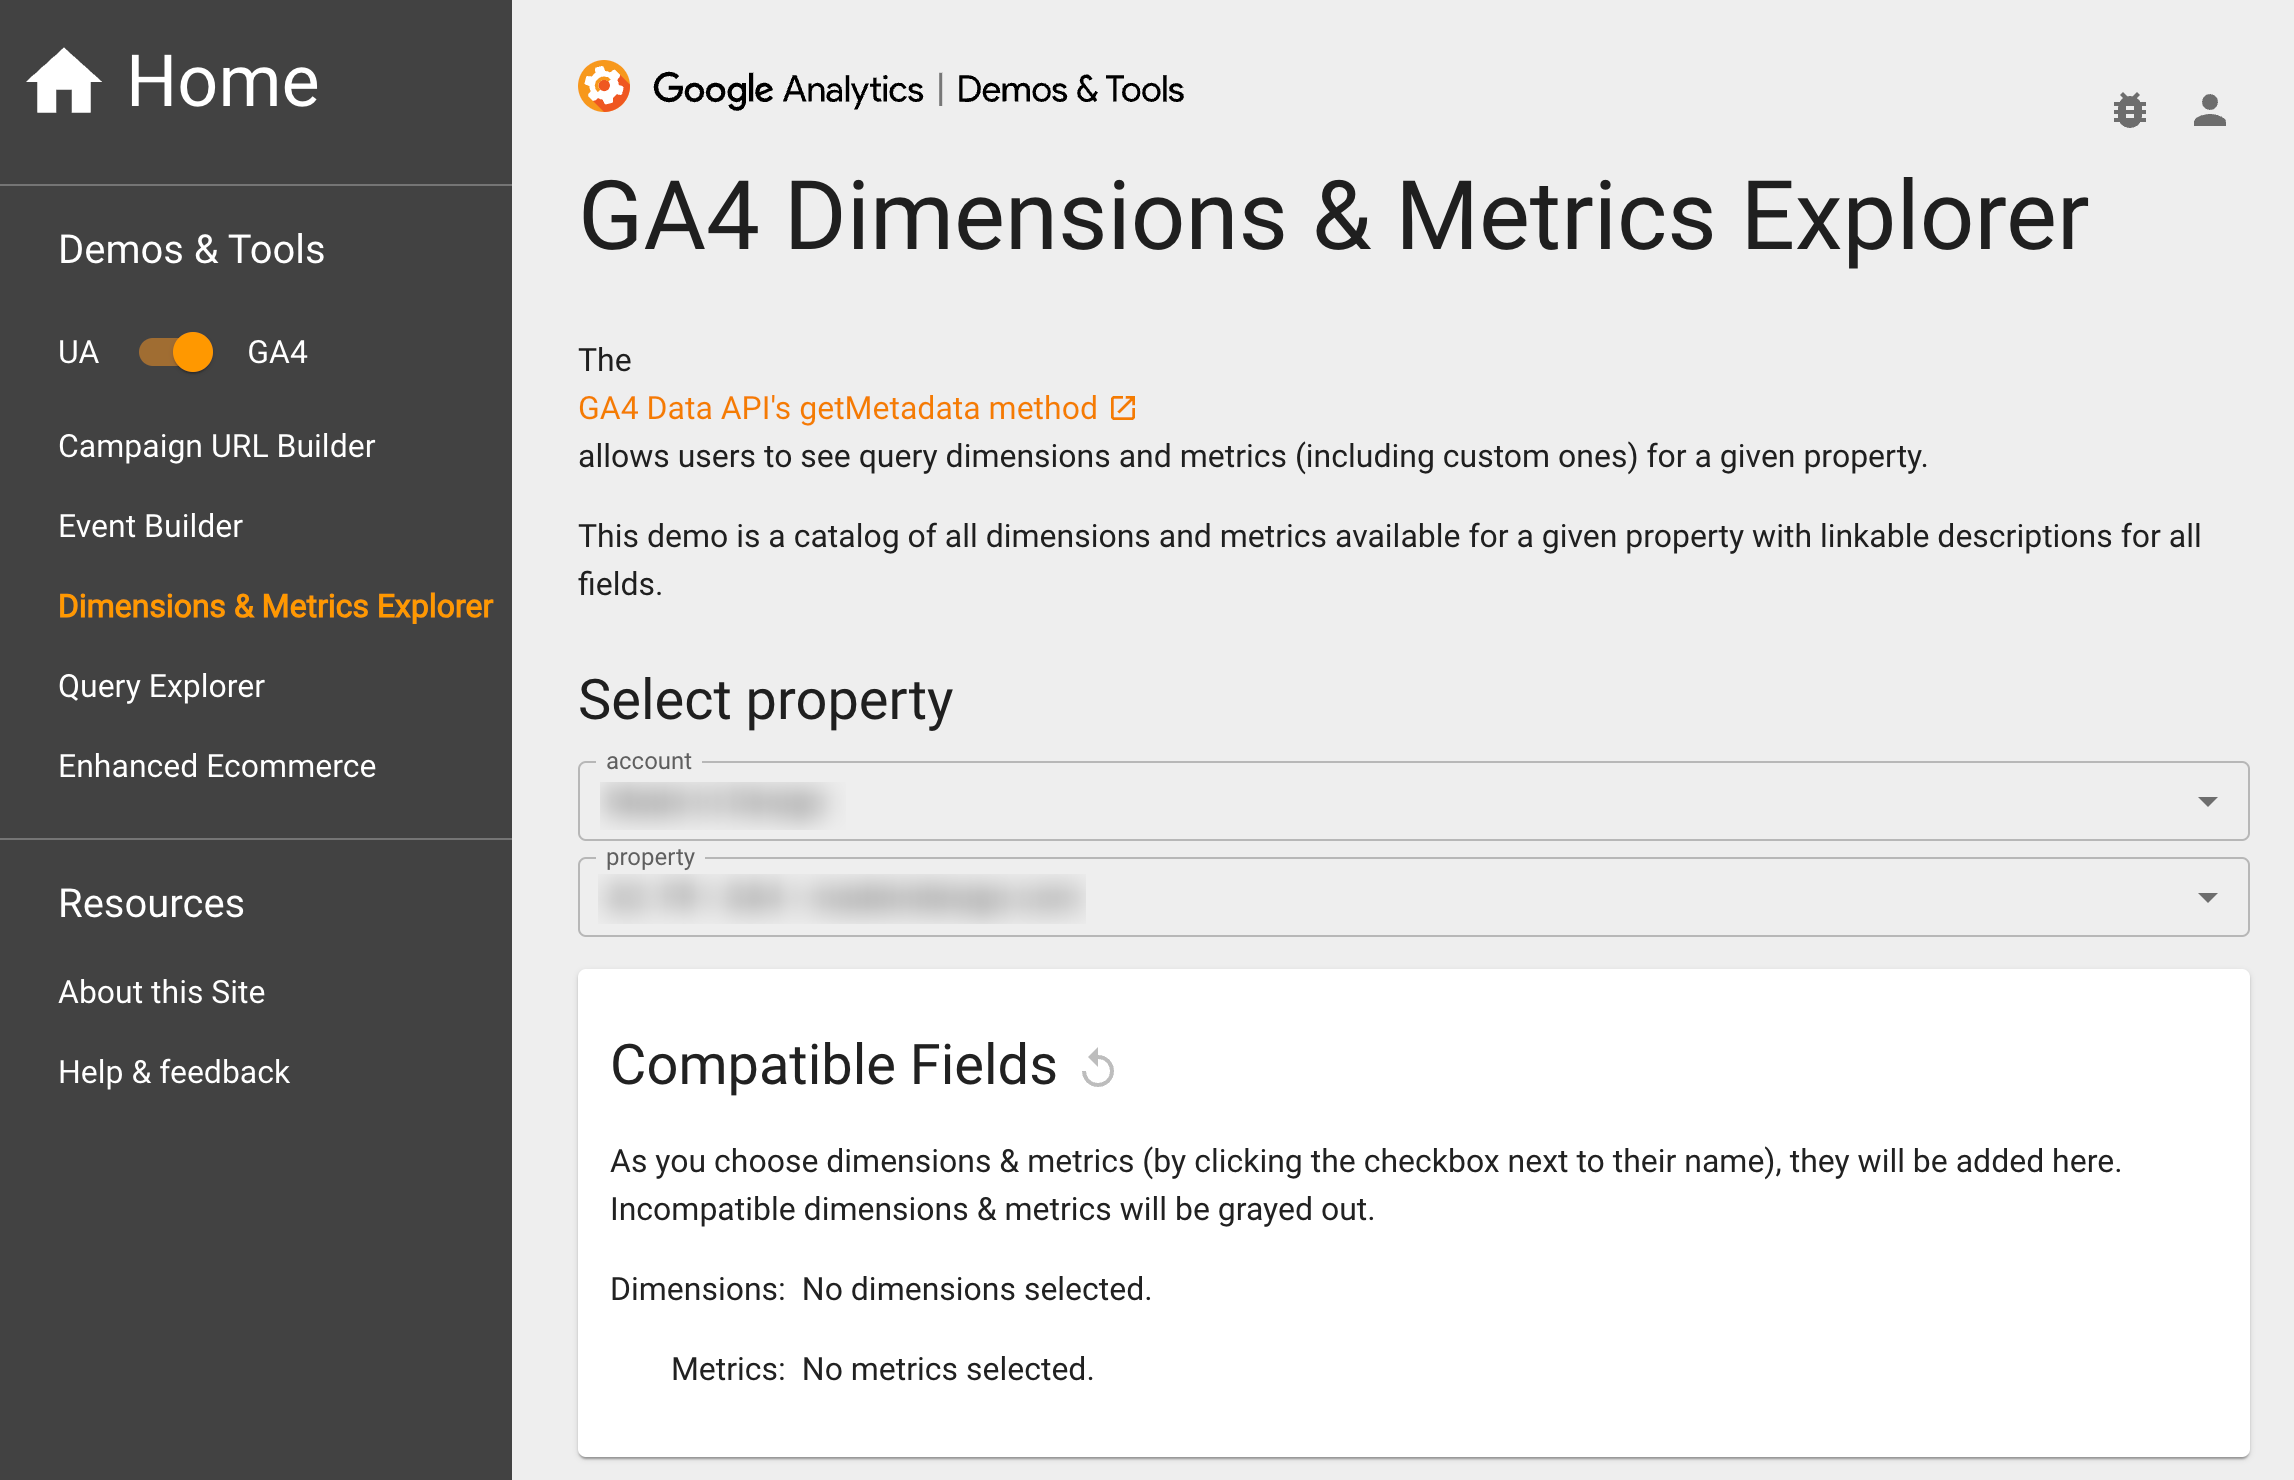 Home
Demos & Tools
UA GA4
Campaign URL Builder
Event Builder
Dimensions & Metrics Explorer
Query Explorer
Enhanced Ecommerce
Resources
About this Site
Help & feedback
Google Analytics | Demos & Tools
GA4 Dimensions & Metrics Explorer
The
GA4 Data API's getMetadata method
allows users to see query dimensions and metrics (including custom ones) for a given property.
This demo is a catalog of all dimensions and metrics available for a given property with linkable descriptions for all
fields.
Select property
account
property
Compatible Fields
As you choose dimensions & metrics (by clicking the checkbox next to their name), they will be added here.
Incompatible dimensions & metrics will be grayed out.
Dimensions: No dimensions selected.
Metrics: No metrics selected.